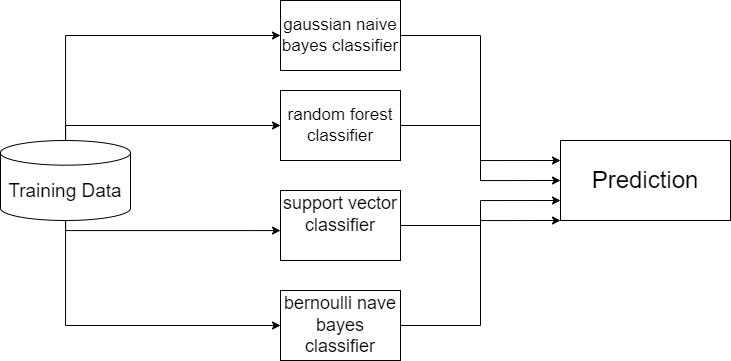 gaussian naive
bayes classifier
random forest
classifier
Training Data
Prediction
support vector
classifier
bernoulli nave
bayes
classifier